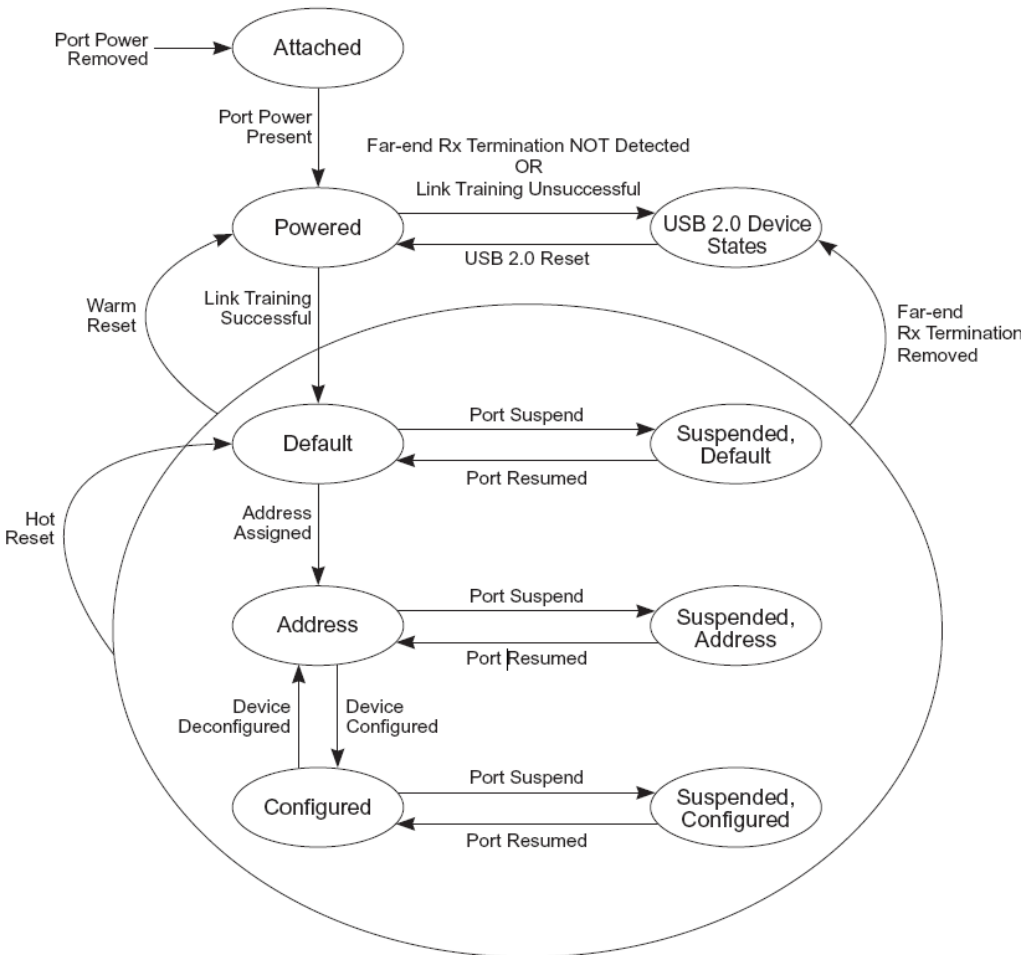 Port Power
Removed
Attached
Port Power
Present
Far-end Rx Termination NOT Detected
OR
Link Training Unsuccessful
Powered
USB 2.0 Device
States
USB 2.0 Reset
Warm
Reset
Link Training
Successful
Far-end
Rx Termination
Removed
Default
Port Suspend
Suspended,
Default
Port Resumed
Hot
Reset
Address
Assigned
Address
Port Suspend
Suspended,
Address
Port Resumed
Device
Deconfigured
Device
Configured
Configured
Port Suspend
Suspended,
Configured
Port Resumed